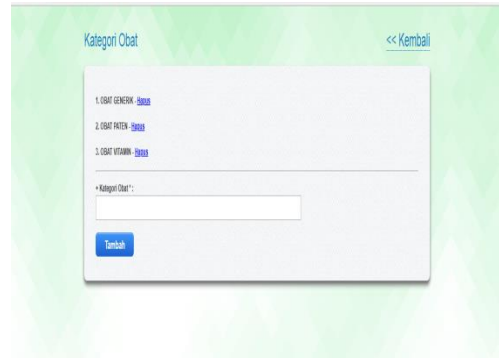 Kategori Obat
<< Kembali
1. OBAT GENERIK - Hapus
2. OBAT PATEN - Hapus
3. OBAT VITAMIN - Hapus
+ Kategori Obat * :
Tambah